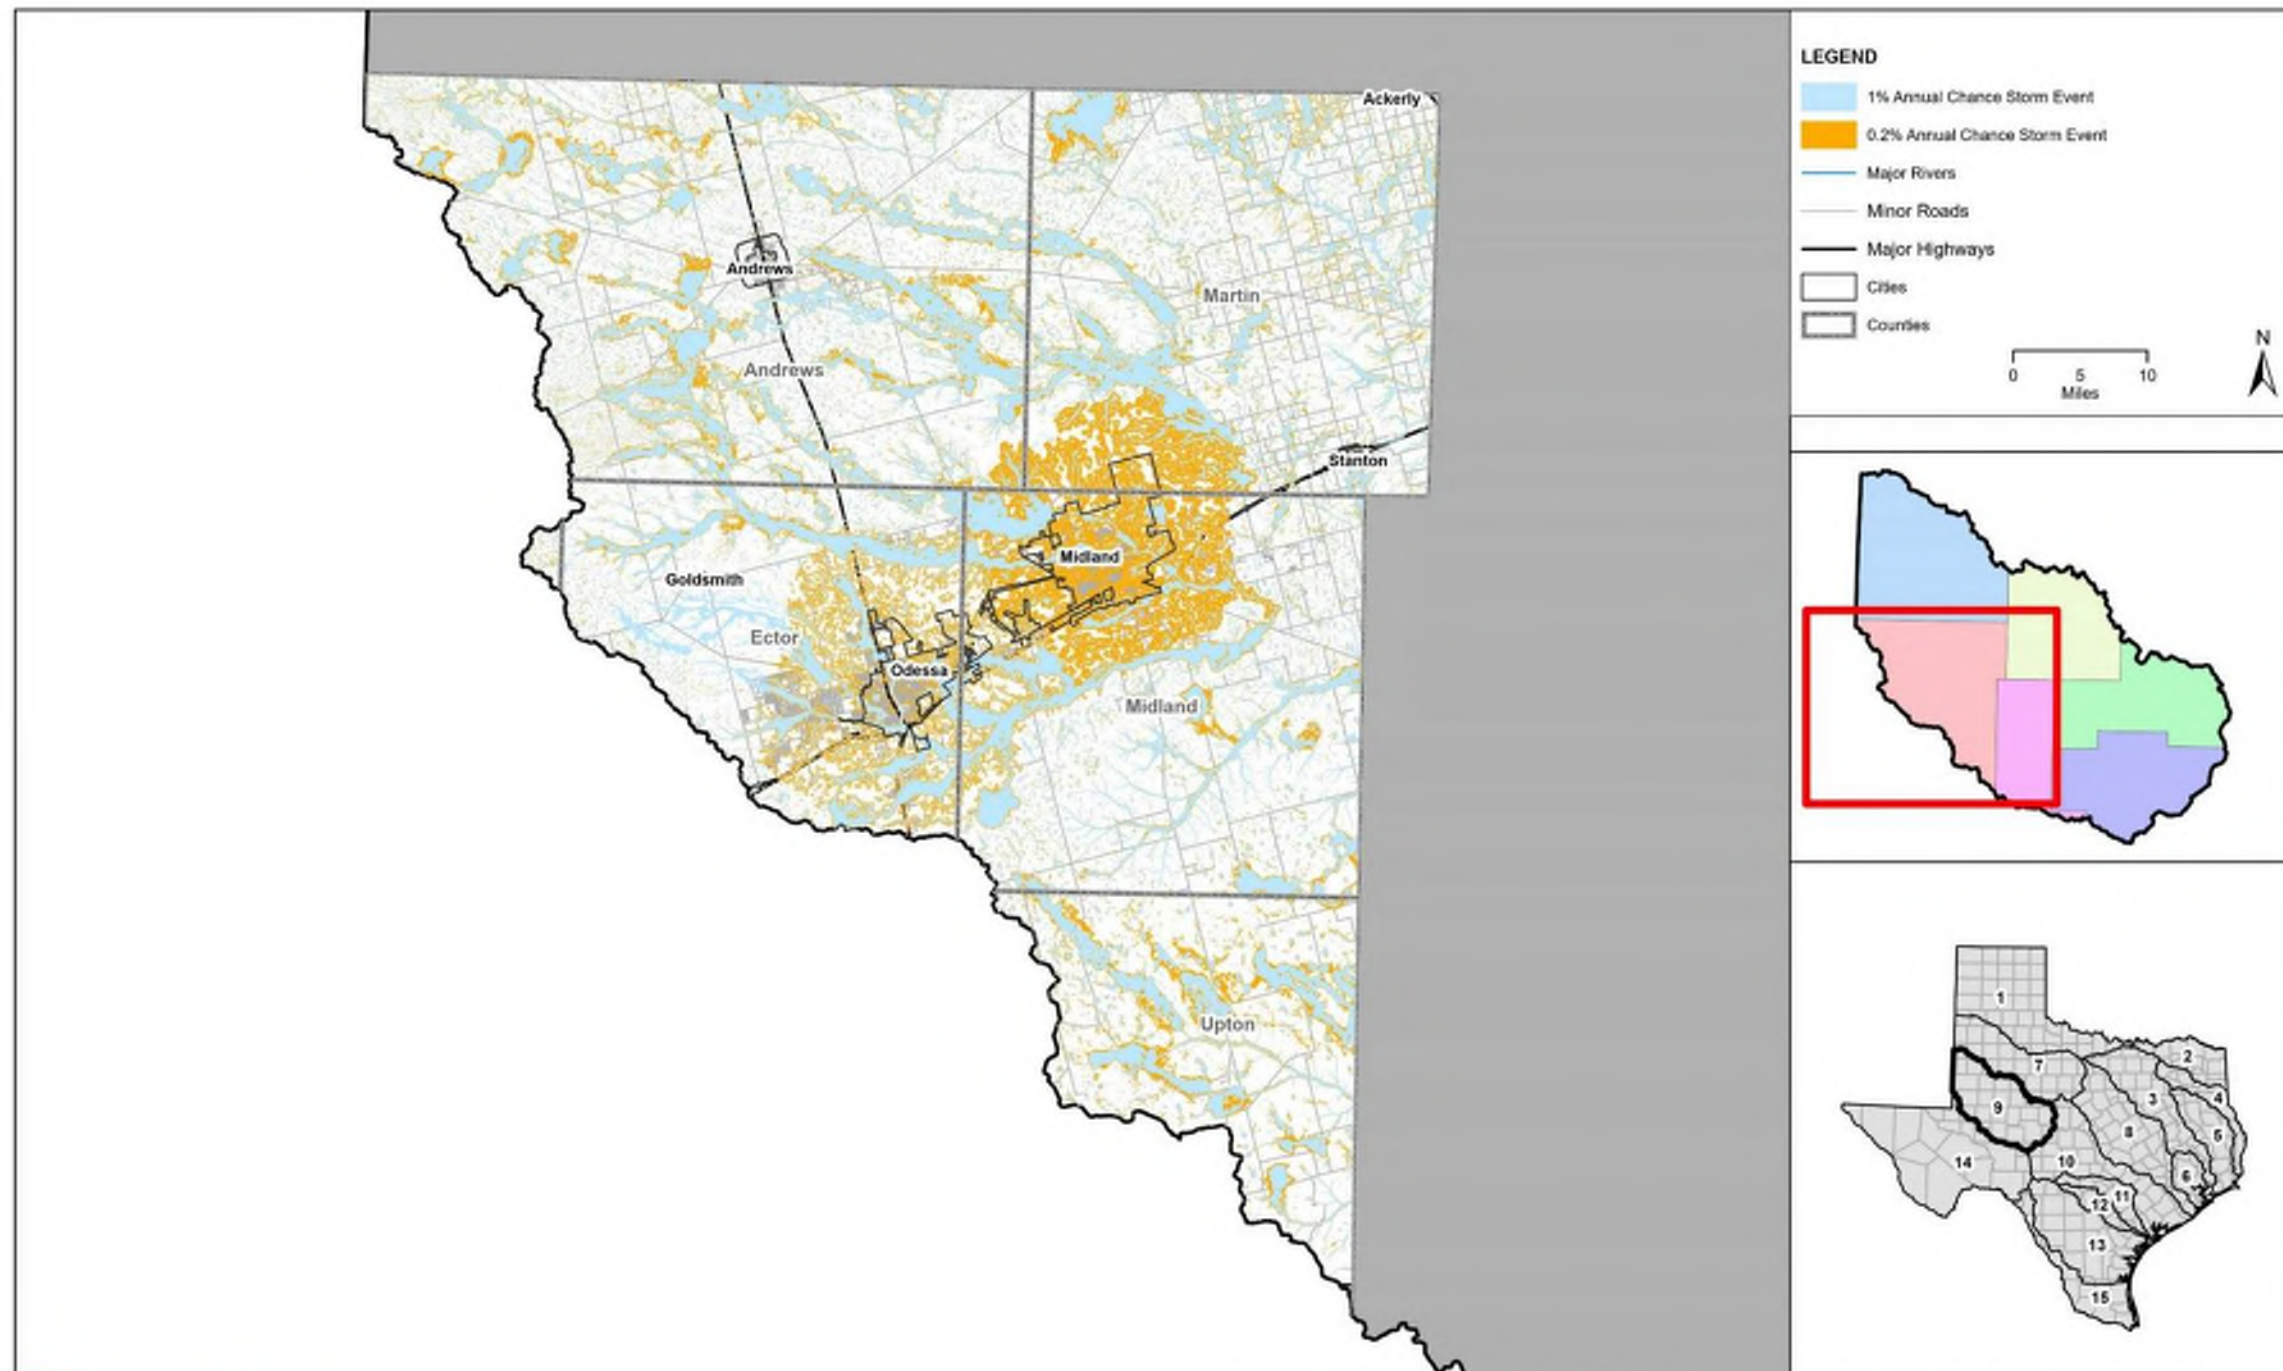 Ackerly
Andrews
Martin
Andrews
Stanton
Midland
Goldsmith
Ector
Odessa
Midland
Upton
LEGEND
1% Annual Chance Storm Event
0.2% Annual Chance Storm Event
Major Rivers
Minor Roads
Major Highways
Cities
Counties
N
0 5 10
Miles
1
2
7
3
4
9
8
5
14
10
6
11
12
13
15